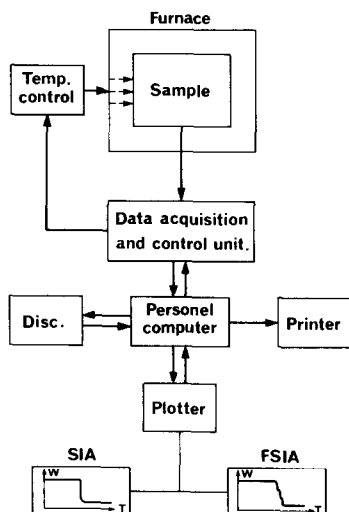 Furnace
Temp.
control
Sample
Data acquisition
and control unit.
Disc.
Personel
computer
Printer
Plotter
SIA
W
T
FSIA
W
T